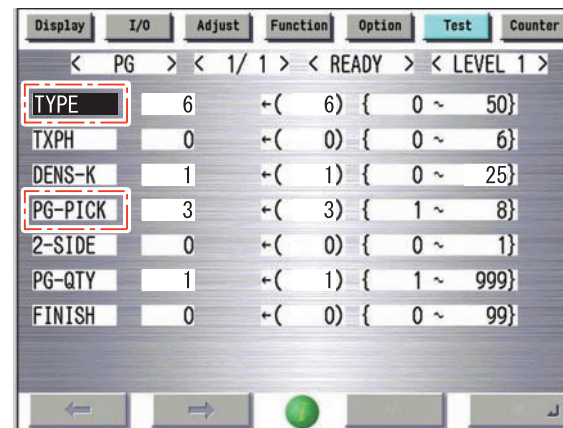 Display I/O Adjust Function Option Test Counter
< PG > < 1/ 1 > < READY > < LEVEL 1 >
TYPE 6 ←( 6) { 0 ~ 50}
TXPH 0 ←( 0) { 0 ~ 6}
DENS-K 1 ←( 1) { 0 ~ 25}
PG-PICK 3 ←( 3) { 1 ~ 8}
2-SIDE 0 ←( 0) { 0 ~ 1}
PG-QTY 1 ←( 1) { 1 ~ 999}
FINISH 0 ←( 0) { 0 ~ 99}